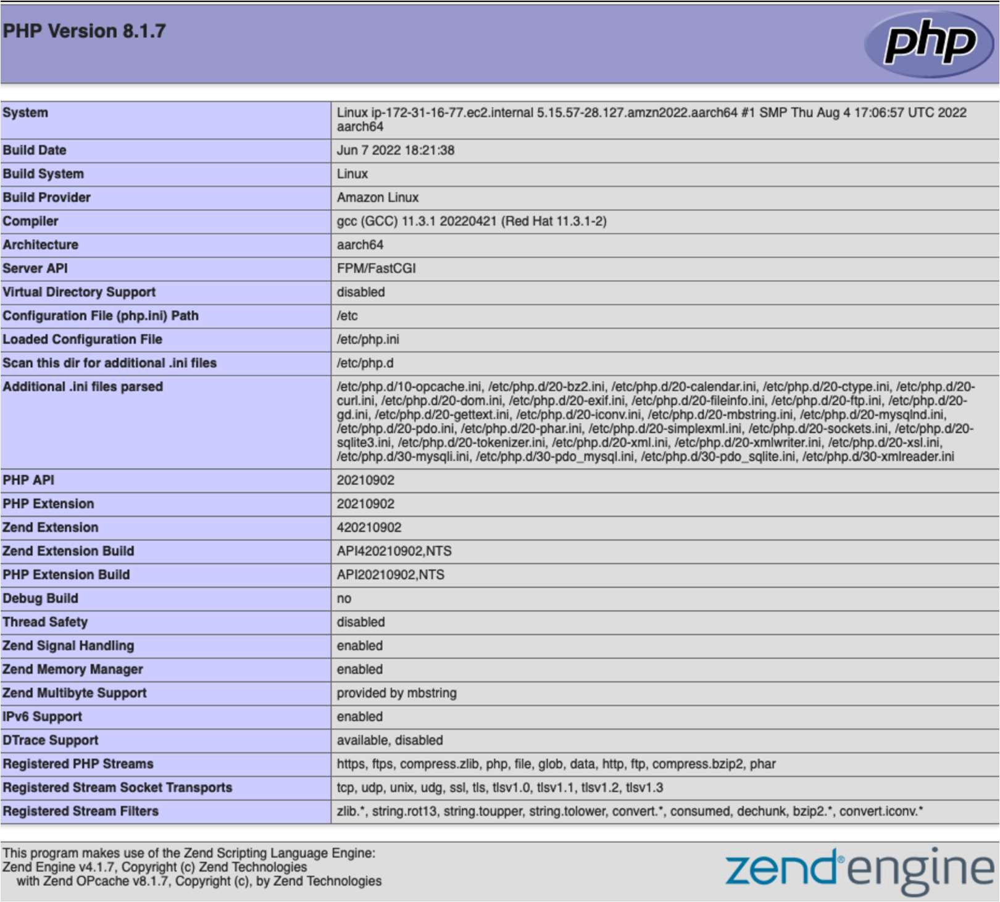 PHP Version 8.1.7
php
System
Linux ip-172-31-16-77.ec2.internal 5.15.57-28.127.amzn2022.aarch64 #1 SMP Thu Aug 4 17:06:57 UTC 2022
aarch64
Build Date
Jun 7 2022 18:21:38
Build System
Linux
Build Provider
Amazon Linux
Compiler
gcc (GCC) 11.3.1 20220421 (Red Hat 11.3.1-2)
Architecture
aarch64
Server API
FPM/FastCGI
Virtual Directory Support
disabled
Configuration File (php.ini) Path
/etc
Loaded Configuration File
/etc/php.ini
Scan this dir for additional .ini files
/etc/php.d
Additional .ini files parsed
/etc/php.d/10-opcache.ini, /etc/php.d/20-bz2.ini, /etc/php.d/20-calendar.ini, /etc/php.d/20-ctype.ini, /etc/php.d/20-
curl.ini, /etc/php.d/20-dom.ini, /etc/php.d/20-exif.ini, /etc/php.d/20-fileinfo.ini, /etc/php.d/20-ftp.ini, /etc/php.d/20-
gd.ini, /etc/php.d/20-gettext.ini, /etc/php.d/20-iconv.ini, /etc/php.d/20-mbstring.ini, /etc/php.d/20-mysqlnd.ini,
/etc/php.d/20-pdo.ini, /etc/php.d/20-phar.ini, /etc/php.d/20-simplexml.ini, /etc/php.d/20-sockets.ini, /etc/php.d/20-
sqlite3.ini, /etc/php.d/20-tokenizer.ini, /etc/php.d/20-xml.ini, /etc/php.d/20-xmlwriter.ini, /etc/php.d/20-xsl.ini,
/etc/php.d/30-mysqli.ini, /etc/php.d/30-pdo_mysql.ini, /etc/php.d/30-pdo_sqlite.ini, /etc/php.d/30-xmlreader.ini
PHP API
20210902
PHP Extension
20210902
Zend Extension
420210902
Zend Extension Build
API420210902,NTS
PHP Extension Build
API20210902,NTS
Debug Build
no
Thread Safety
disabled
Zend Signal Handling
enabled
Zend Memory Manager
enabled
Zend Multibyte Support
provided by mbstring
IPv6 Support
enabled
DTrace Support
available, disabled
Registered PHP Streams
https, ftps, compress.zlib, php, file, glob, data, http, ftp, compress.bzip2, phar
Registered Stream Socket Transports
tcp, udp, unix, udg, ssl, tls, tlsv1.0, tlsv1.1, tlsv1.2, tlsv1.3
Registered Stream Filters
zlib.*, string.rot13, string.toupper, string.tolower, convert.*, consumed, dechunk, bzip2.*, convert.iconv.*
This program makes use of the Zend Scripting Language Engine:
Zend Engine v4.1.7, Copyright (c) Zend Technologies
with Zend OPcache v8.1.7, Copyright (c), by Zend Technologies
zend® engine